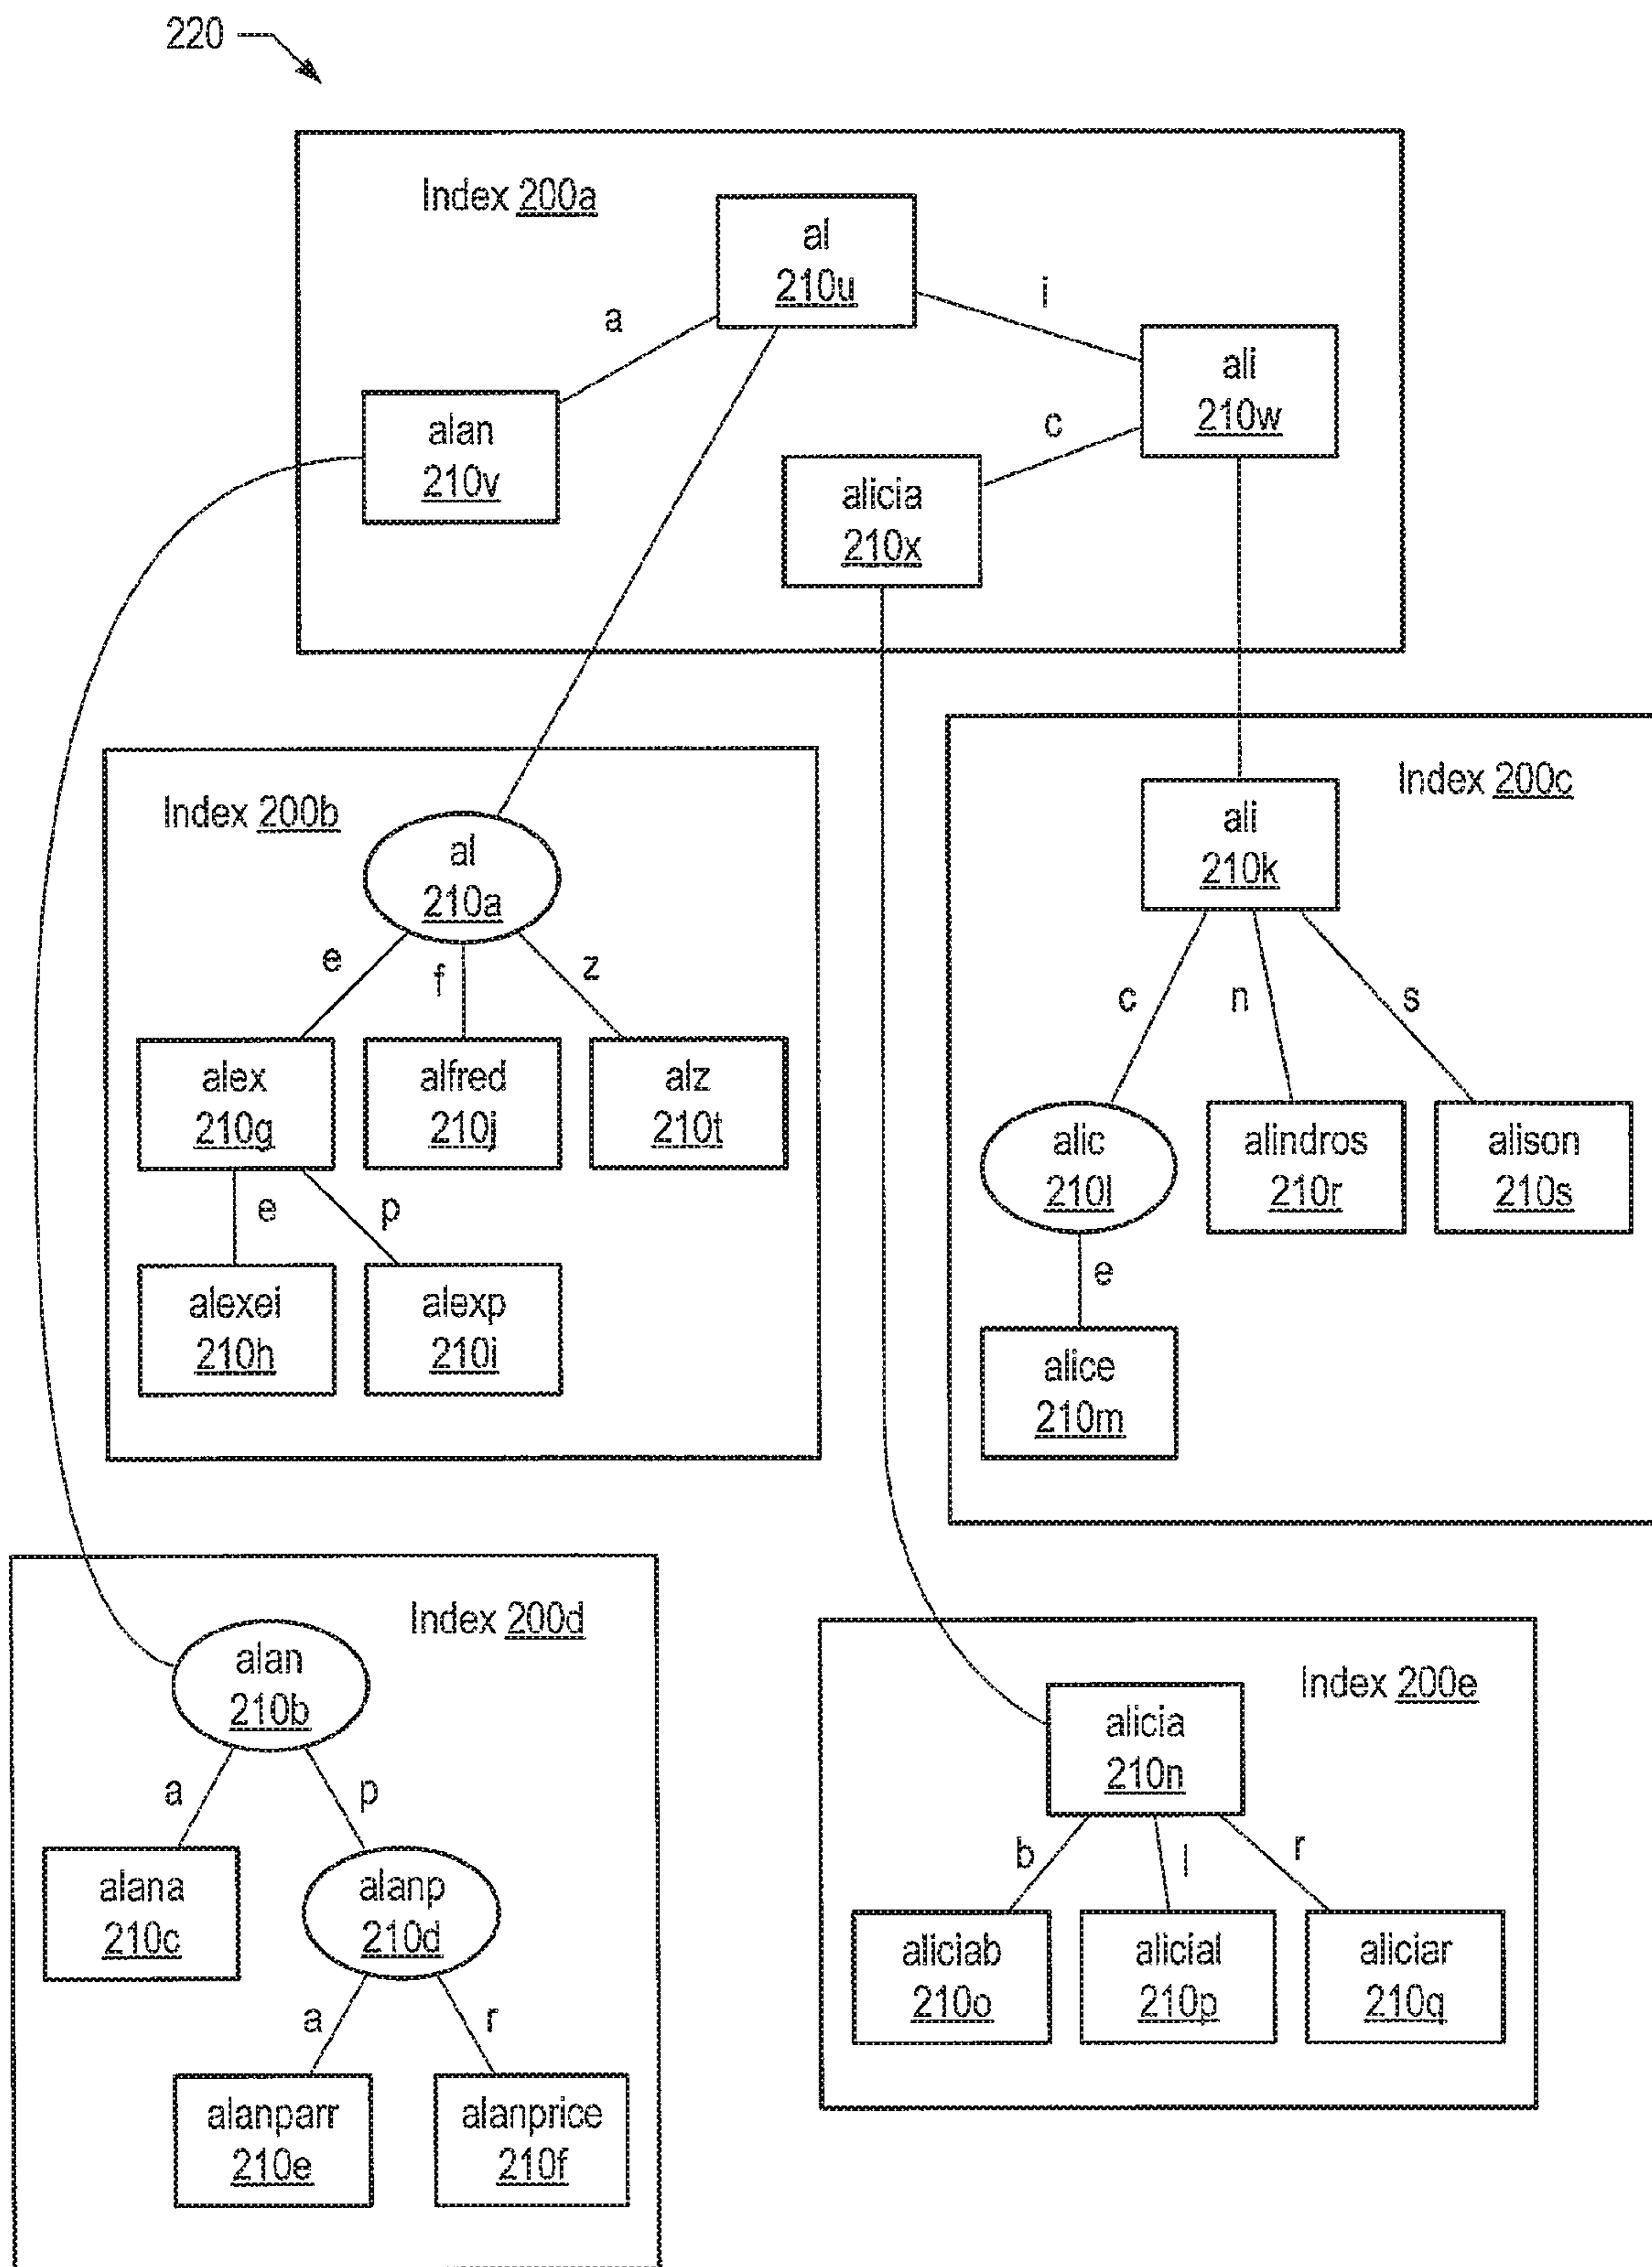 220
Index 200a
al
210u
a
i
alan
210v
ali
210w
c
alicia
210x
Index 200b
al
210a
e
f
z
alex
210g
alfred
210j
alz
210t
e
p
alexei
210h
alexp
210i
Index 200c
ali
210k
c
n
s
alic
210l
alindros
210r
alison
210s
e
alice
210m
Index 200d
alan
210b
a
p
alana
210c
alanp
210d
a
r
alanparr
210e
alanprice
210f
Index 200e
alicia
210n
b
l
r
aliciab
210o
alicial
210p
aliciar
210q